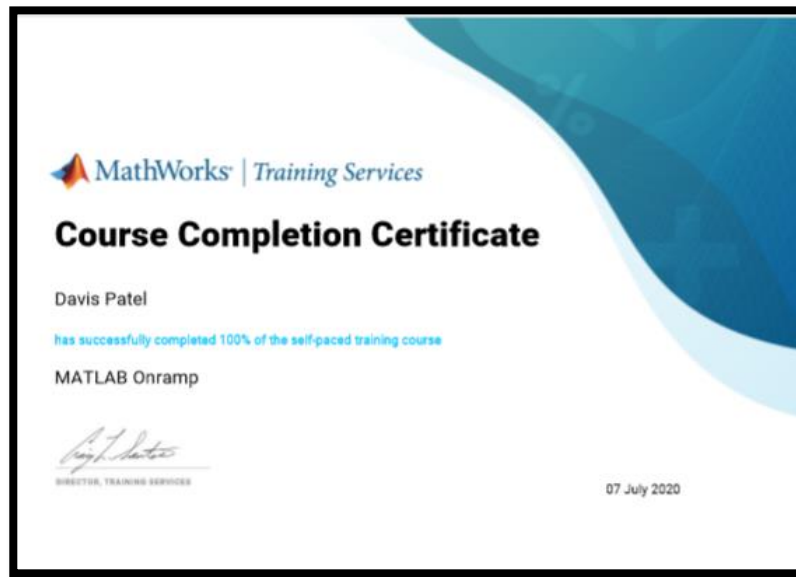 MathWorks® | Training Services
Course Completion Certificate
Davis Patel
has successfully completed 100% of the self-paced training course
MATLAB Onramp
DIRECTOR, TRAINING SERVICES
07 July 2020